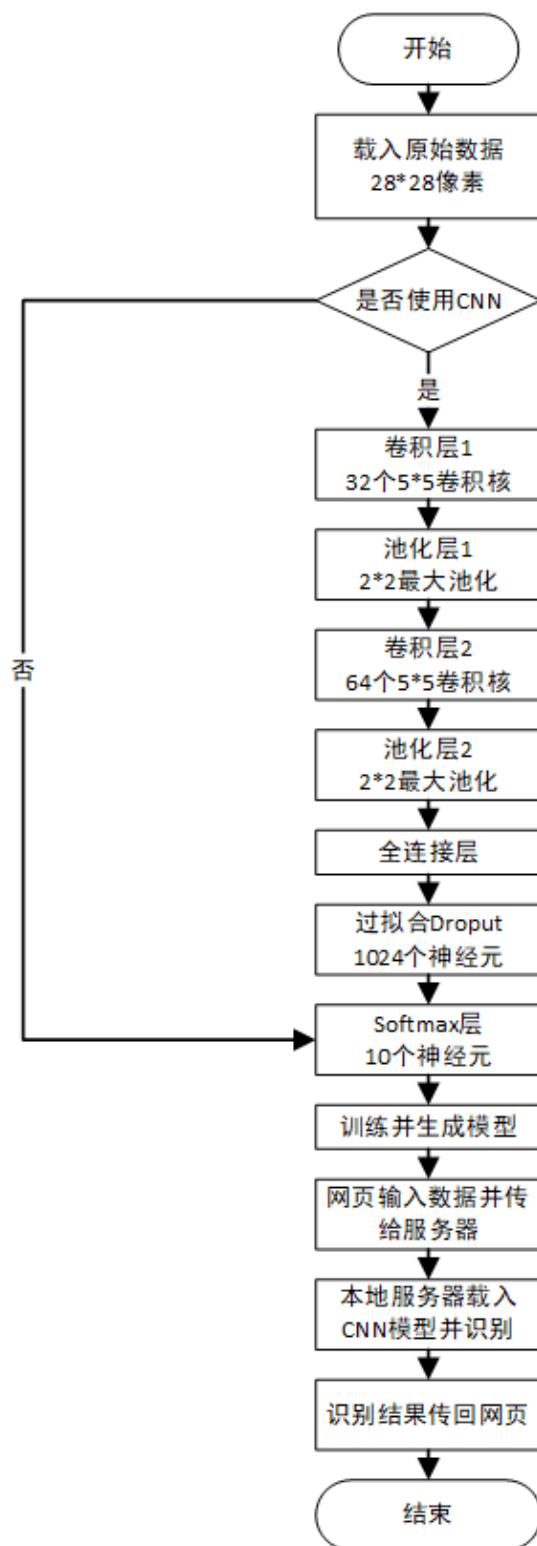 开始
载入原始数据
28*28像素
是否使用CNN
是
卷积层1
32个5*5卷积核
池化层1
2*2最大池化
卷积层2
64个5*5卷积核
否
池化层2
2*2最大池化
全连接层
过拟合Droput
1024个神经元
Softmax层
10个神经元
训练并生成模型
网页输入数据并传
给服务器
本地服务器载入
CNN模型并识别
识别结果传回网页
结束